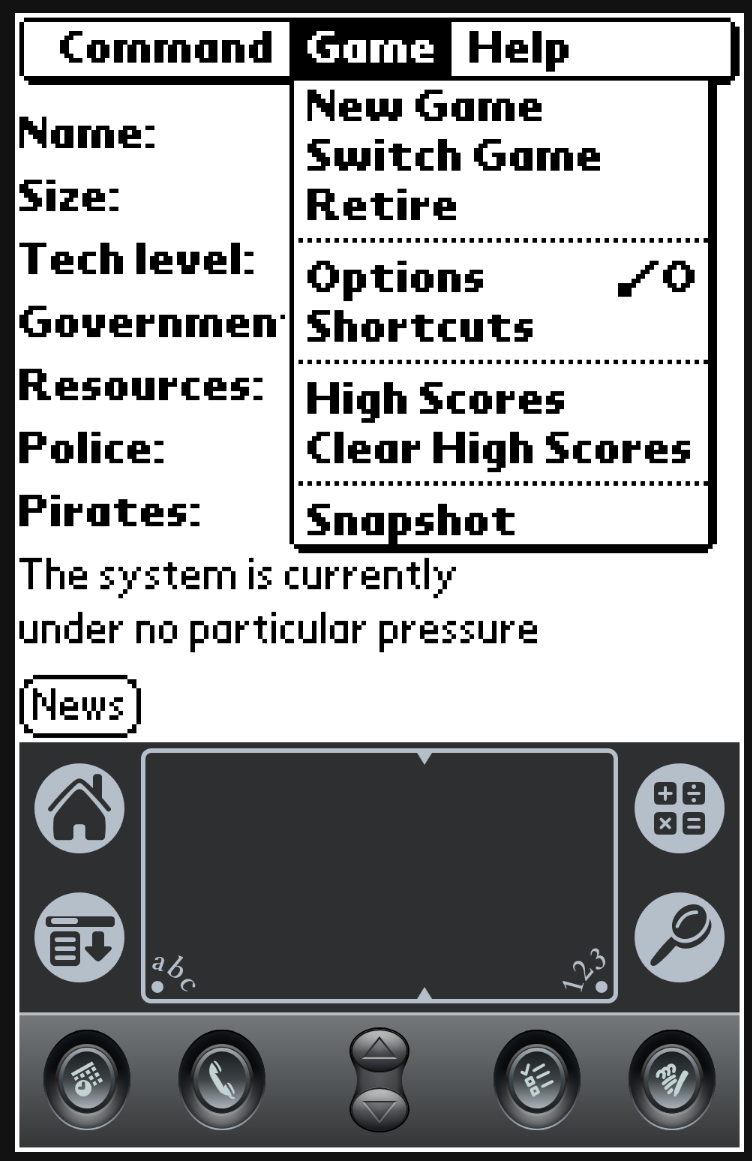 Command Game Help
New Game
Switch Game
Retire
Options O
Shortcuts
High Scores
Clear High Scores
Snapshot
Name:
Size:
Tech level:
Governmen
Resources:
Police:
Pirates:
The system is currently
under no particular pressure
News
abc
123